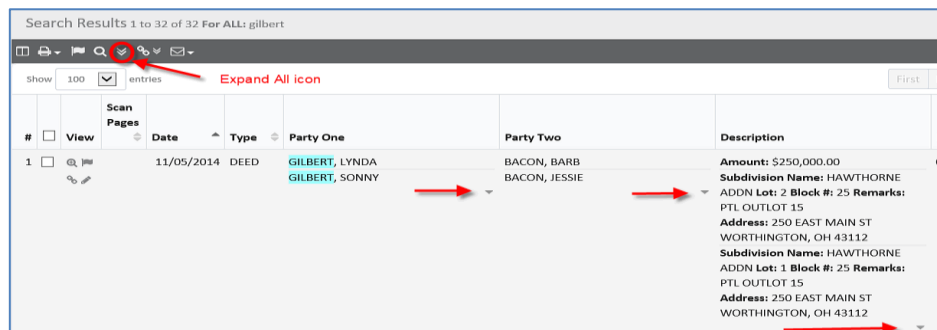 Search Results 1 to 32 of 32 For ALL: gilbert
Show 100 entries
Expand All icon
First
# View Scan Pages Date Type Party One Party Two Description
1 11/05/2014 DEED GILBERT, LYNDA BACON, BARB Amount: $250,000.00
GILBERT, SONNY BACON, JESSIE Subdivision Name: HAWTHORNE
ADDN Lot: 2 Block #: 25 Remarks:
PTL OUTLOT 15
Address: 250 EAST MAIN ST
WORTHINGTON, OH 43112
Subdivision Name: HAWTHORNE
ADDN Lot: 1 Block #: 25 Remarks:
PTL OUTLOT 15
Address: 250 EAST MAIN ST
WORTHINGTON, OH 43112